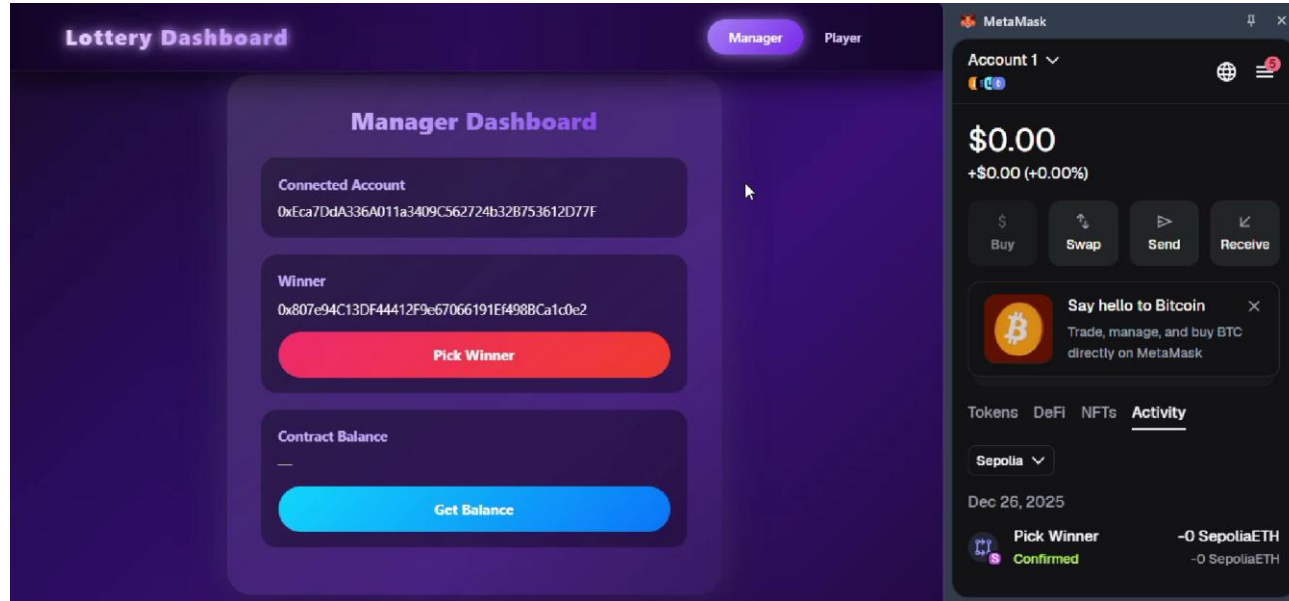 Lottery Dashboard
Manager Player
Manager Dashboard
Connected Account
0xEca7DdA336A011a3409C562724b32B753612D77F
Winner
0x807e94C13DF44412F9e67066191Ef498BCa1c0e2
Pick Winner
Contract Balance
—
Get Balance
MetaMask
Account 1
5
$0.00
+$0.00 (+0.00%)
$
Buy Swap Send Receive
Say hello to Bitcoin
Trade, manage, and buy BTC
directly on MetaMask
Tokens DeFi NFTs Activity
Sepolia
Dec 26, 2025
Pick Winner -0 SepoliaETH
S
Confirmed -0 SepoliaETH